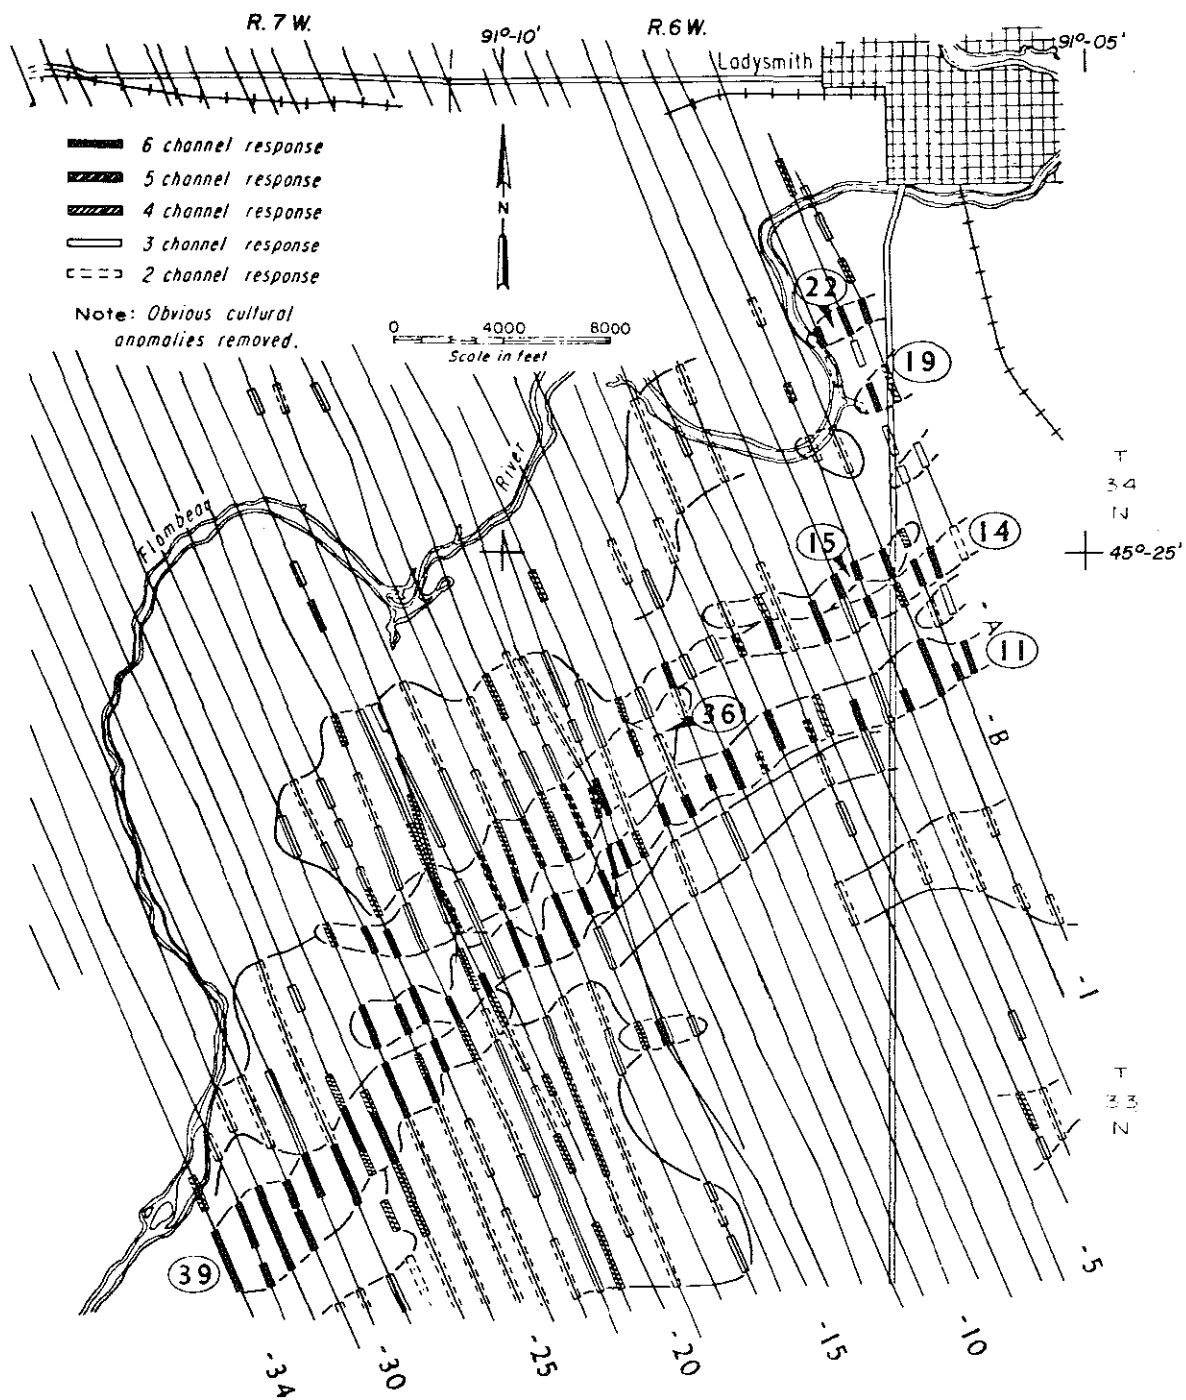 R. 7 W.
91°-10'
R. 6 W.
91°-05'
Ladysmith
6 channel response
5 channel response
4 channel response
3 channel response
2 channel response
Note: Obvious cultural
anomalies removed.
N
0 4000 8000
Scale in feet
22
19
River
Flambeau
T
34
N
15
14
45°-25'
-A
11
36
-B
-1
T
33
N
39
-5
-10
-15
-20
-25
-30
-34